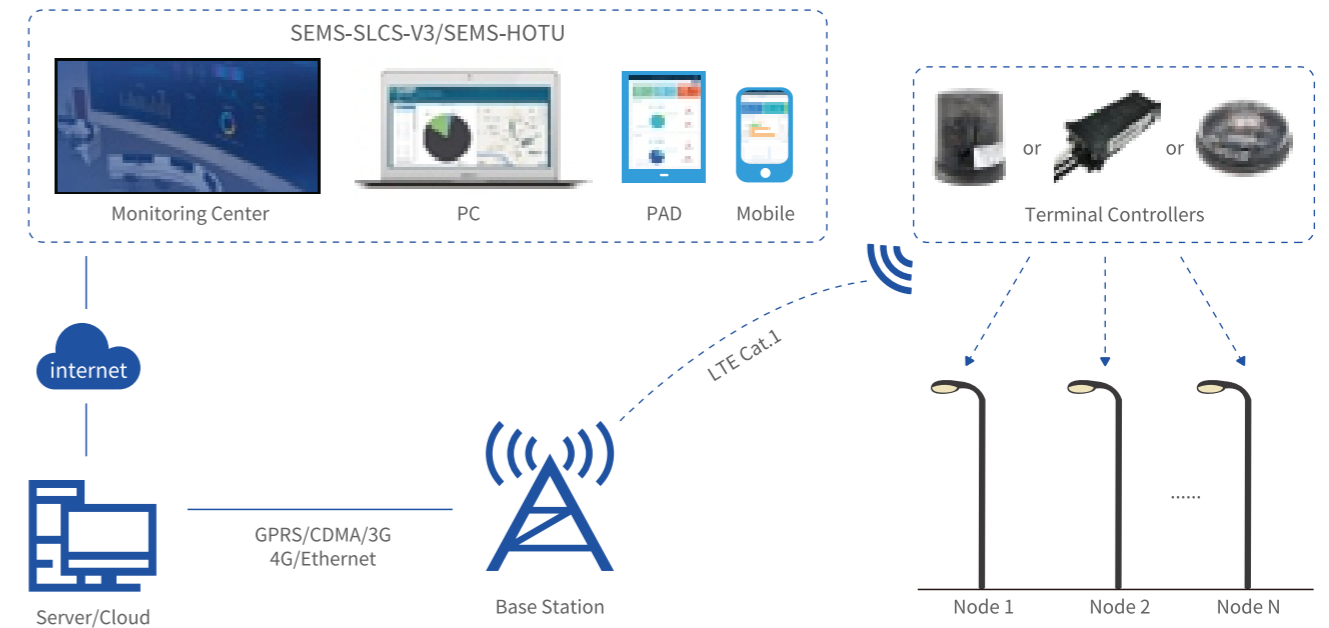 SEMS-SLCS-V3/SEMS-HOTU
Monitoring Center
PC
PAD
Mobile
or
or
Terminal Controllers
internet
LTE Cat.1
GPRS/CDMA/3G
4G/Ethernet
Server/Cloud
Base Station
......
Node 1
Node 2
Node N